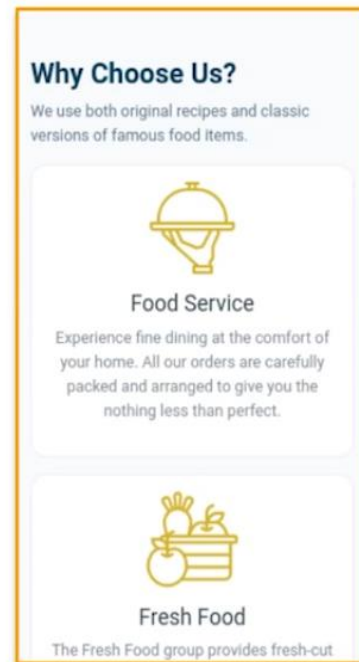 Why Choose Us?
We use both original recipes and classic
versions of famous food items.
Food Service
Experience fine dining at the comfort of
your home. All our orders are carefully
packed and arranged to give you the
nothing less than perfect.
Fresh Food
The Fresh Food group provides fresh-cut